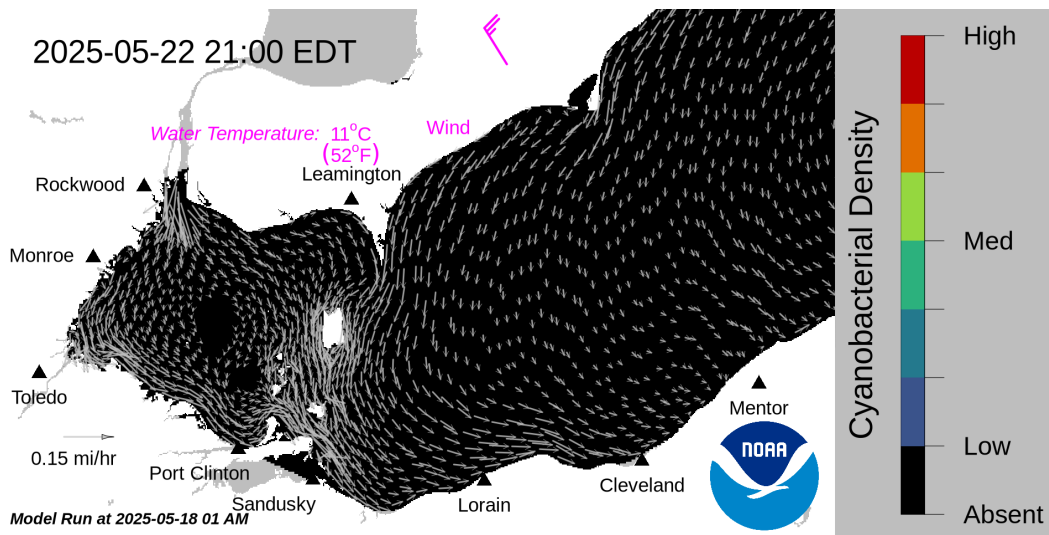 2025-05-22 21:00 EDT
Water Temperature: 11°C
(52°F)
Wind
Leamington
Rockwood
Monroe
Toledo
0.15 mi/hr
Port Clinton
Sandusky
Lorain
Cleveland
Mentor
NOAA
Model Run at 2025-05-18 01 AM
Cyanobacterial Density
High
Med
Low
Absent